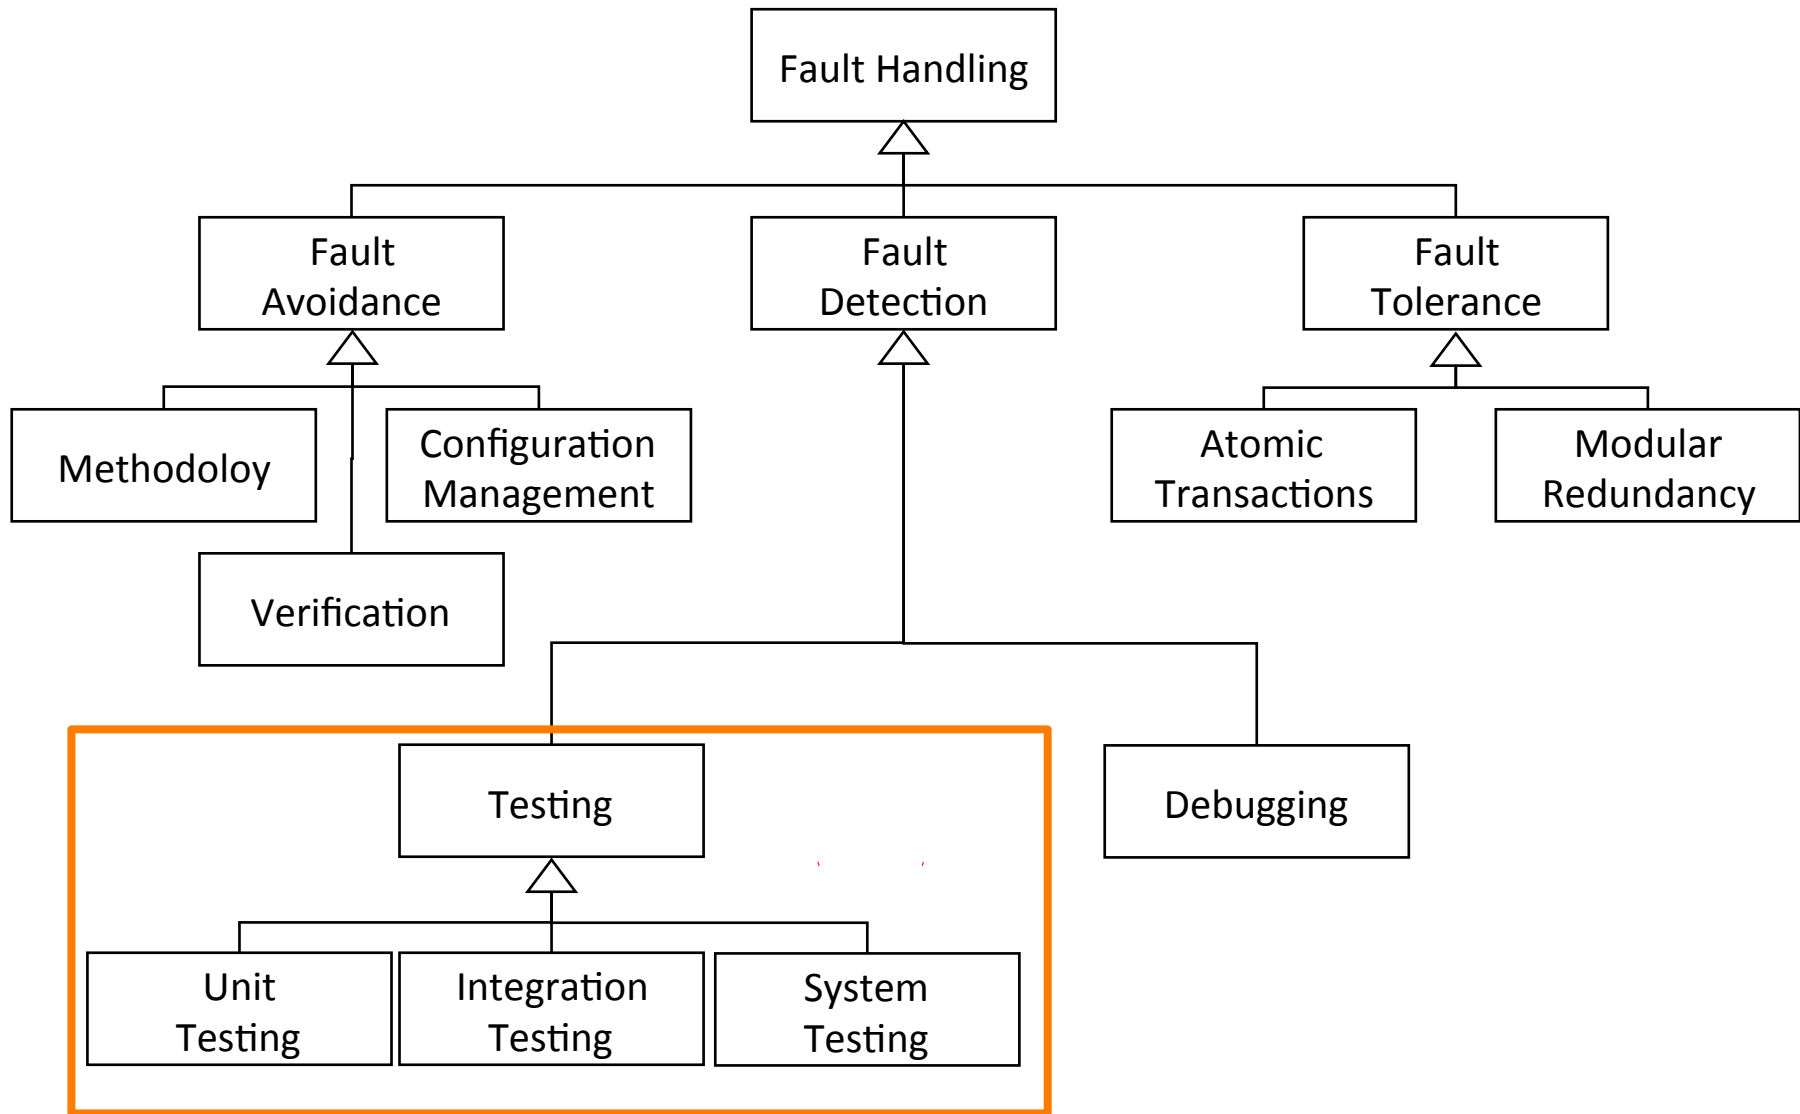 Fault Handling
Fault
Avoidance
Fault
Detection
Fault
Tolerance
Methodoloy
Configuration
Management
Atomic
Transactions
Modular
Redundancy
Verification
Testing
Debugging
Unit
Testing
Integration
Testing
System
Testing